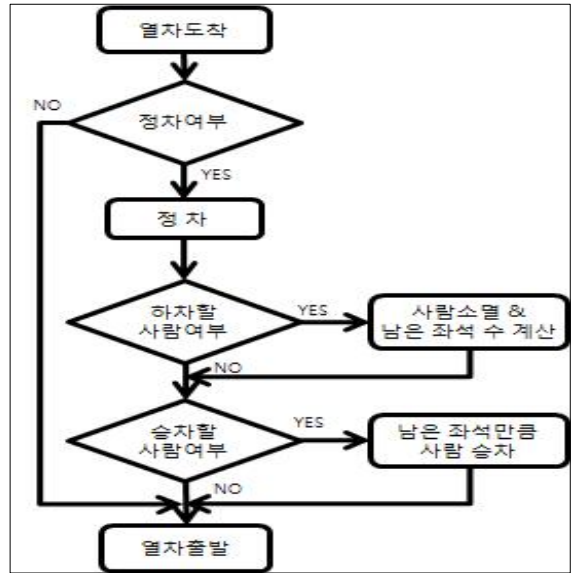 열차도착
NO
정차여부
YES
정 차
하차할
사람여부
YES
사람소멸 &
남은 좌석 수 계산
NO
승차할
사람여부
YES
남은 좌석만큼
사람 승차
NO
열차출발